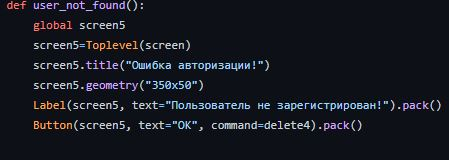 def user_not_found():
    global screen5
    screen5=Toplevel(screen)
    screen5.title("Ошибка авторизации!")
    screen5.geometry("350x50")
    Label(screen5, text="Пользователь не зарегистрирован!").pack()
    Button(screen5, text="OK", command=delete4).pack()